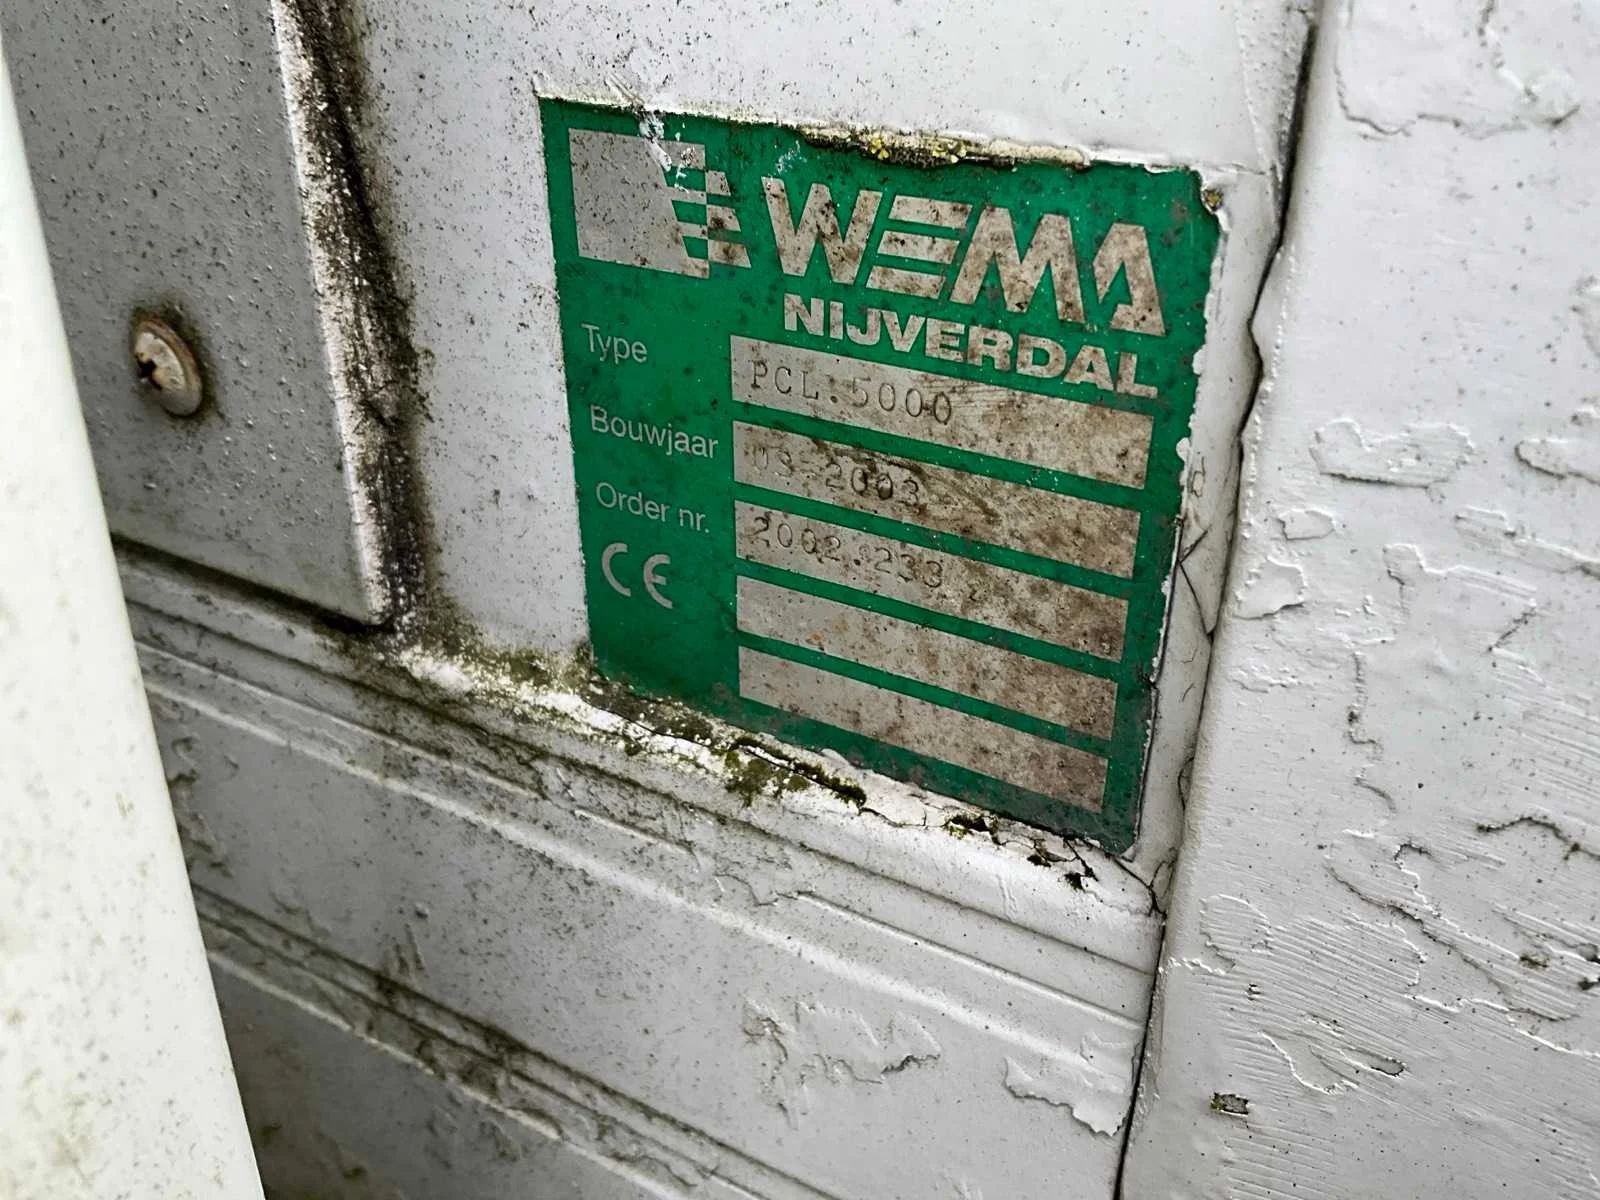 WEMA
NIJVERDAL
Type PCL.5000
Bouwjaar 03-2003
Order nr. 2002.233
CE